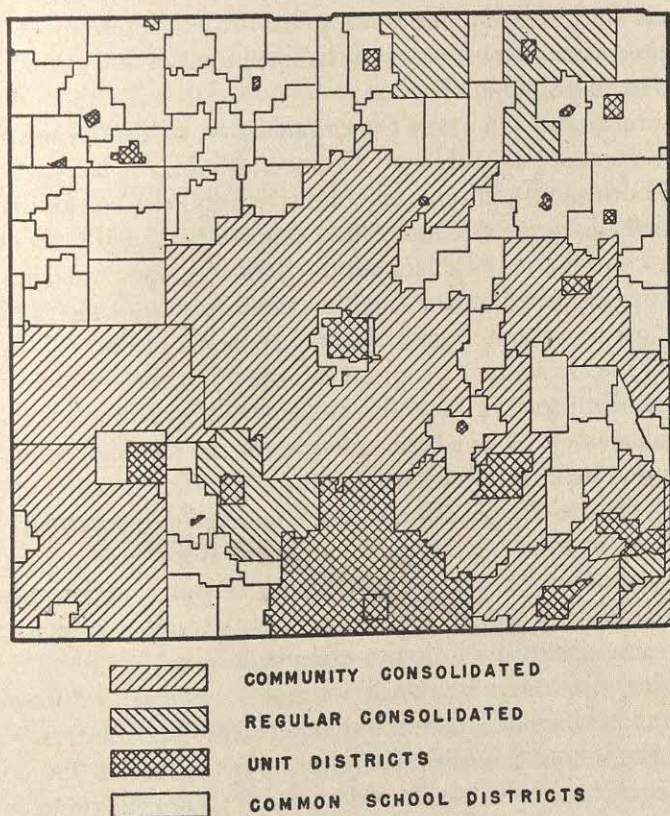 COMMUNITY CONSOLIDATED
REGULAR CONSOLIDATED
UNIT DISTRICTS
COMMON SCHOOL DISTRICTS